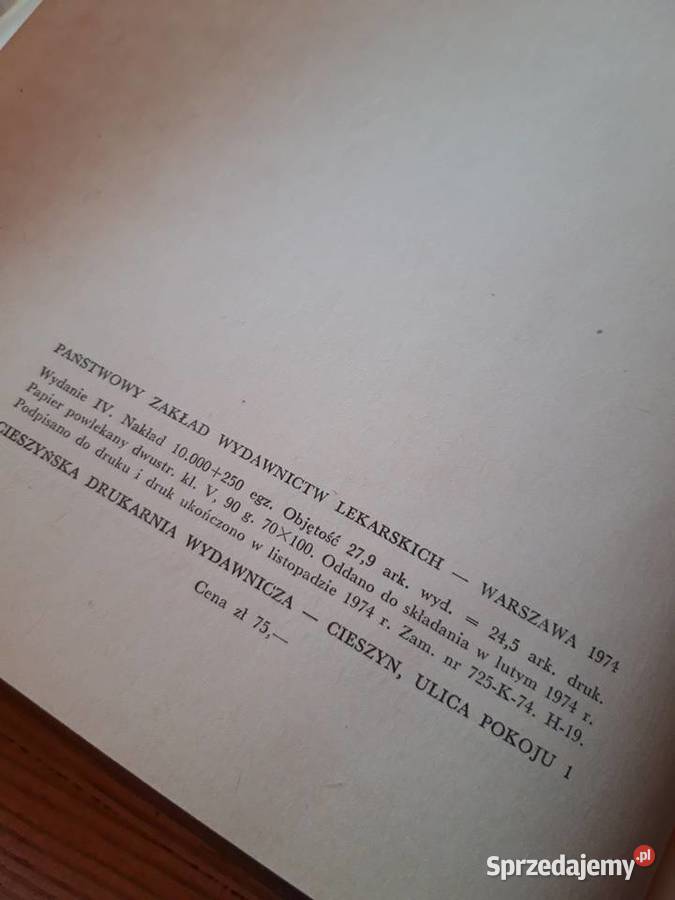 PAŃSTWOWY ZAKŁAD WYDAWNICTW LEKARSKICH — WARSZAWA 1974
Wydanie IV. Nakład 10.000+250 egz. Objętość 27,9 ark. wyd. = 24,5 ark. druk.
Papier powlekany dwustr. kl. V, 90 g. 70×100. Oddano do składania w lutym 1974 r.
Podpisano do druku i druk ukończono w listopadzie 1974 r. Zam. nr 725-K-74. H-19.
CIESZYŃSKA DRUKARNIA WYDAWNICZA — CIESZYN, ULICA POKOJU 1
Cena zł 75,—
Sprzedajemy.pl